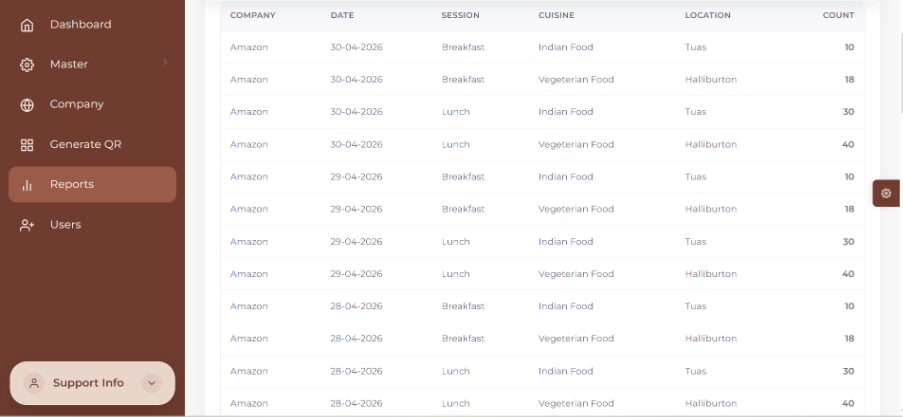 Dashboard
Master
Company
Generate QR
Reports
Users
Support Info
COMPANY DATE SESSION CUISINE LOCATION COUNT
Amazon 30-04-2026 Breakfast Indian Food Tuas 10
Amazon 30-04-2026 Breakfast Vegeterian Food Halliburton 18
Amazon 30-04-2026 Lunch Indian Food Tuas 30
Amazon 30-04-2026 Lunch Vegeterian Food Halliburton 40
Amazon 29-04-2026 Breakfast Indian Food Tuas 10
Amazon 29-04-2026 Breakfast Vegeterian Food Halliburton 18
Amazon 29-04-2026 Lunch Indian Food Tuas 30
Amazon 29-04-2026 Lunch Vegeterian Food Halliburton 40
Amazon 28-04-2026 Breakfast Indian Food Tuas 10
Amazon 28-04-2026 Breakfast Vegeterian Food Halliburton 18
Amazon 28-04-2026 Lunch Indian Food Tuas 30
Amazon 28-04-2026 Lunch Vegeterian Food Halliburton 40